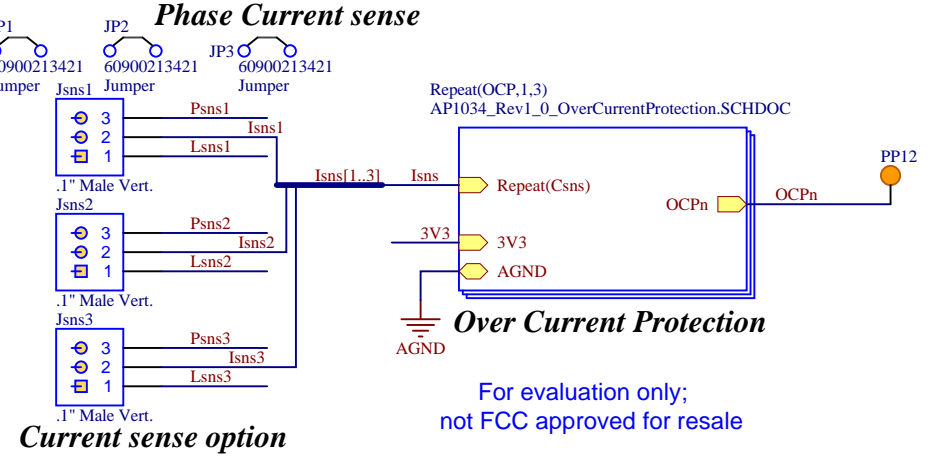 Phase Current sense
JP2
JP3
60900213421
60900213421
Jumper
Jumper
Jsns1
3
2
1
Psns1
Isns1
Lsns1
.1" Male Vert.
Jsns2
3
2
1
Psns2
Isns2
Lsns2
.1" Male Vert.
Jsns3
3
2
1
Psns3
Isns3
Lsns3
.1" Male Vert.
Current sense option
Isns[1..3]
Isns
Repeat(OCP,1,3)
AP1034_Rev1_0_OverCurrentProtection.SCHDOC
Repeat(Csns)
3V3
3V3
AGND
AGND
OCPn
OCPn
PP12
Over Current Protection
For evaluation only;
not FCC approved for resale